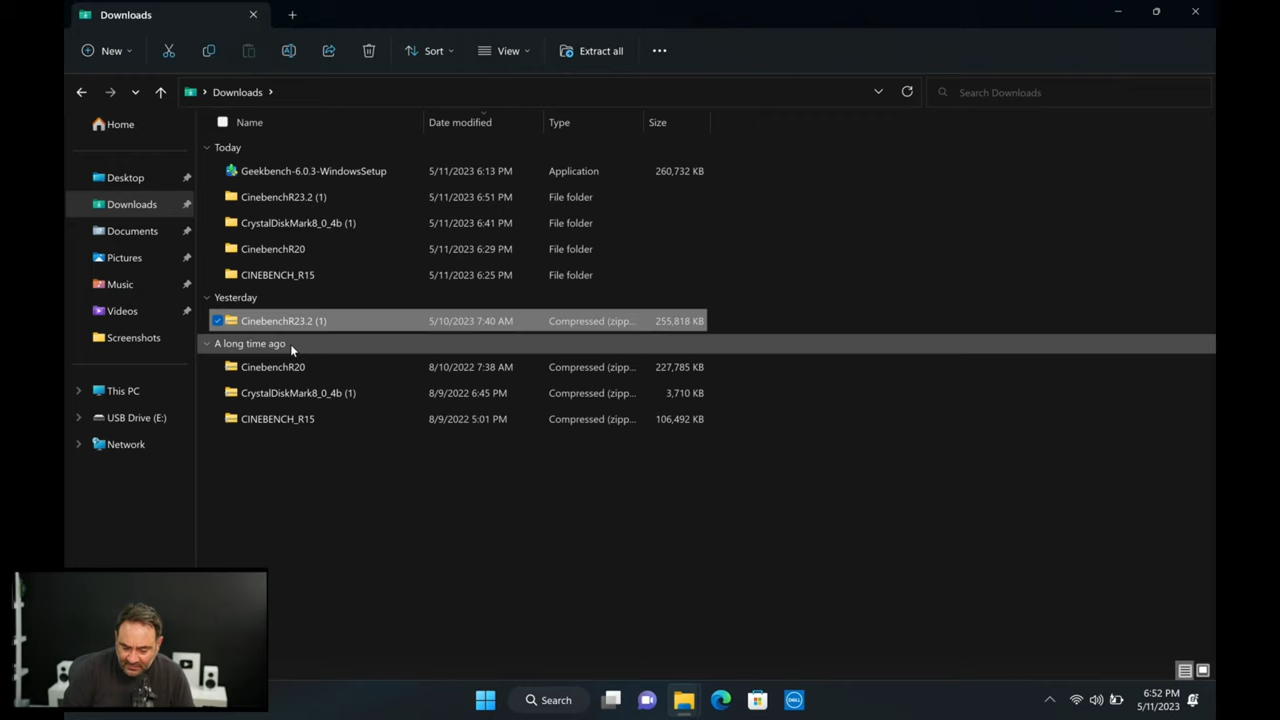 Downloads
New
Sort
View
Extract all
Downloads
Search Downloads
Home
Desktop
Downloads
Documents
Pictures
Music
Videos
Screenshots
This PC
USB Drive (E:)
Network
Name Date modified Type Size
Today
Geekbench-6.0.3-WindowsSetup 5/11/2023 6:13 PM Application 260,732 KB
CinebenchR23.2 (1) 5/11/2023 6:51 PM File folder
CrystalDiskMark8_0_4b (1) 5/11/2023 6:41 PM File folder
CinebenchR20 5/11/2023 6:29 PM File folder
CINEBENCH_R15 5/11/2023 6:25 PM File folder
Yesterday
CinebenchR23.2 (1) 5/10/2023 7:40 AM Compressed (zipp... 255,818 KB
A long time ago
CinebenchR20 8/10/2022 7:38 AM Compressed (zipp... 227,785 KB
CrystalDiskMark8_0_4b (1) 8/9/2022 6:45 PM Compressed (zipp... 3,710 KB
CINEBENCH_R15 8/9/2022 5:01 PM Compressed (zipp... 106,492 KB
Search
DELL
6:52 PM
5/11/2023